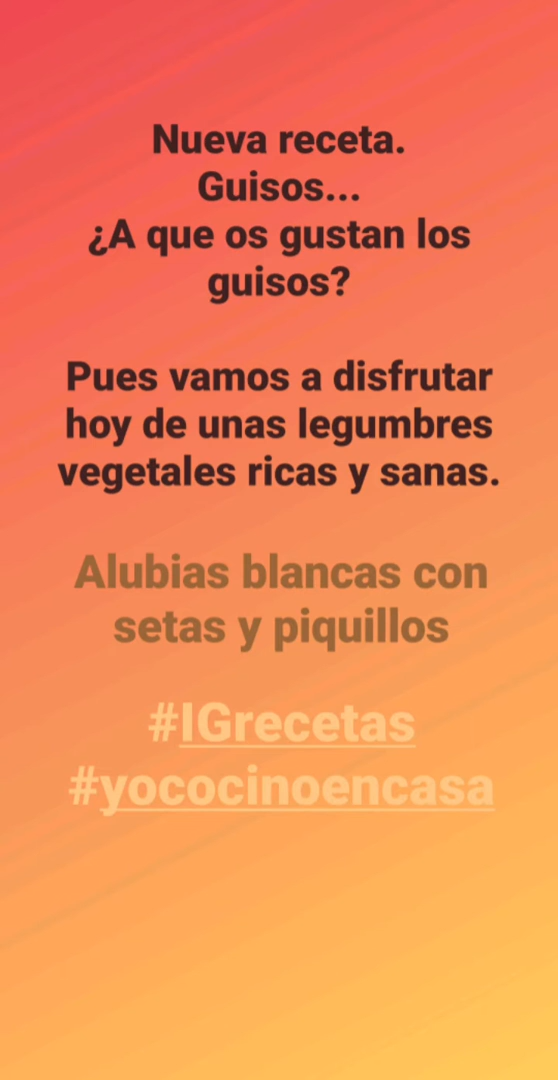 Nueva receta.
Guisos...
¿A que os gustan los
guisos?
Pues vamos a disfrutar
hoy de unas legumbres
vegetales ricas y sanas.
Alubias blancas con
setas y piquillos
#IGrecetas
#yococinoencasa